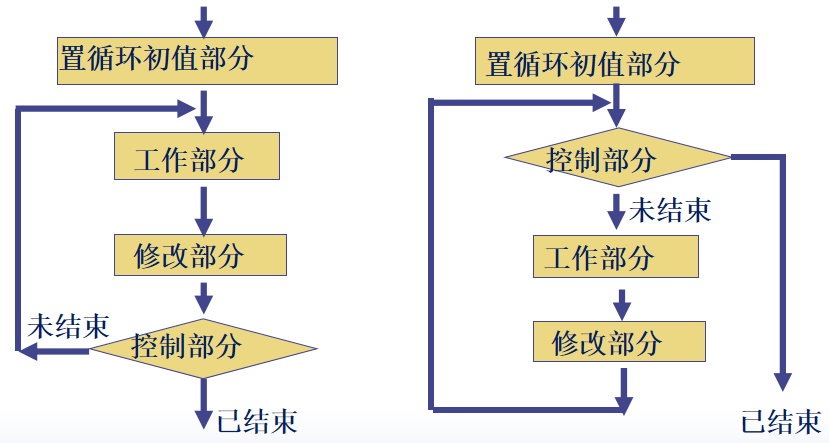 置循环初值部分
工作部分
修改部分
未结束
控制部分
已结束
置循环初值部分
控制部分
未结束
工作部分
修改部分
已结束